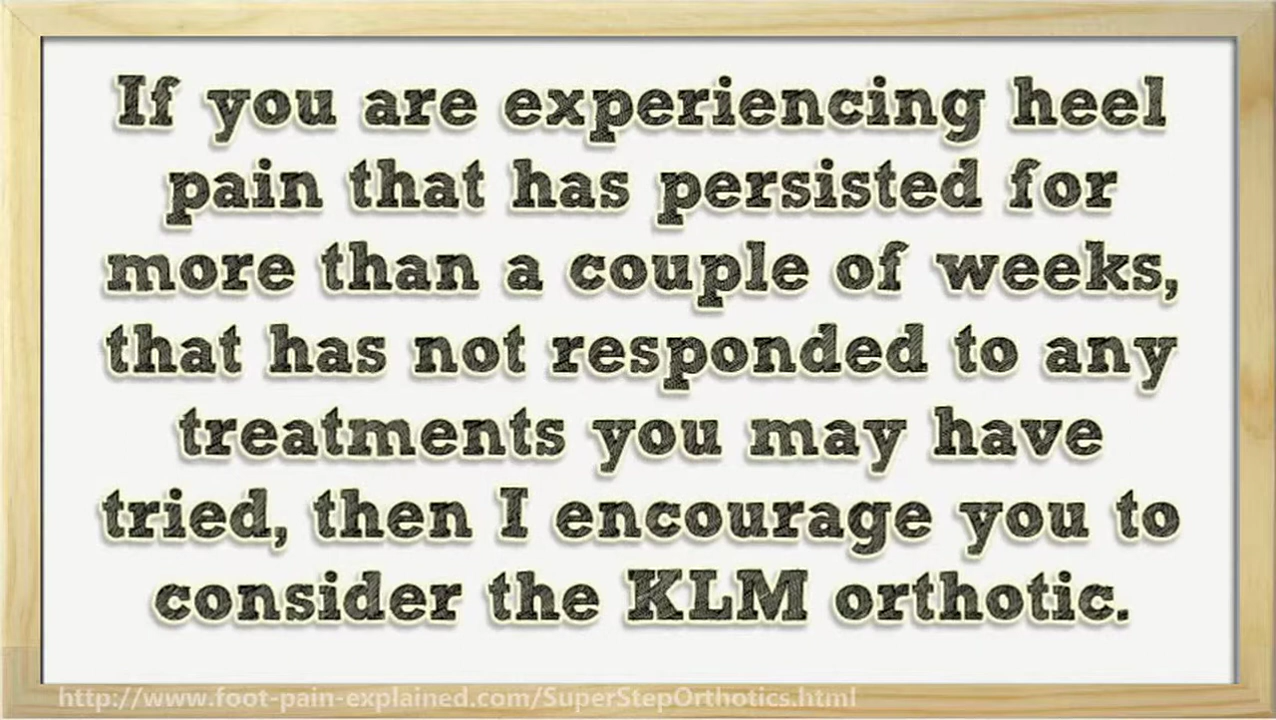 If you are experiencing heel
pain that has persisted for
more than a couple of weeks,
that has not responded to any
treatments you may have
tried, then I encourage you to
consider the KLM orthotic.
http://www.foot-pain-explained.com/SuperStepOrthotics.html